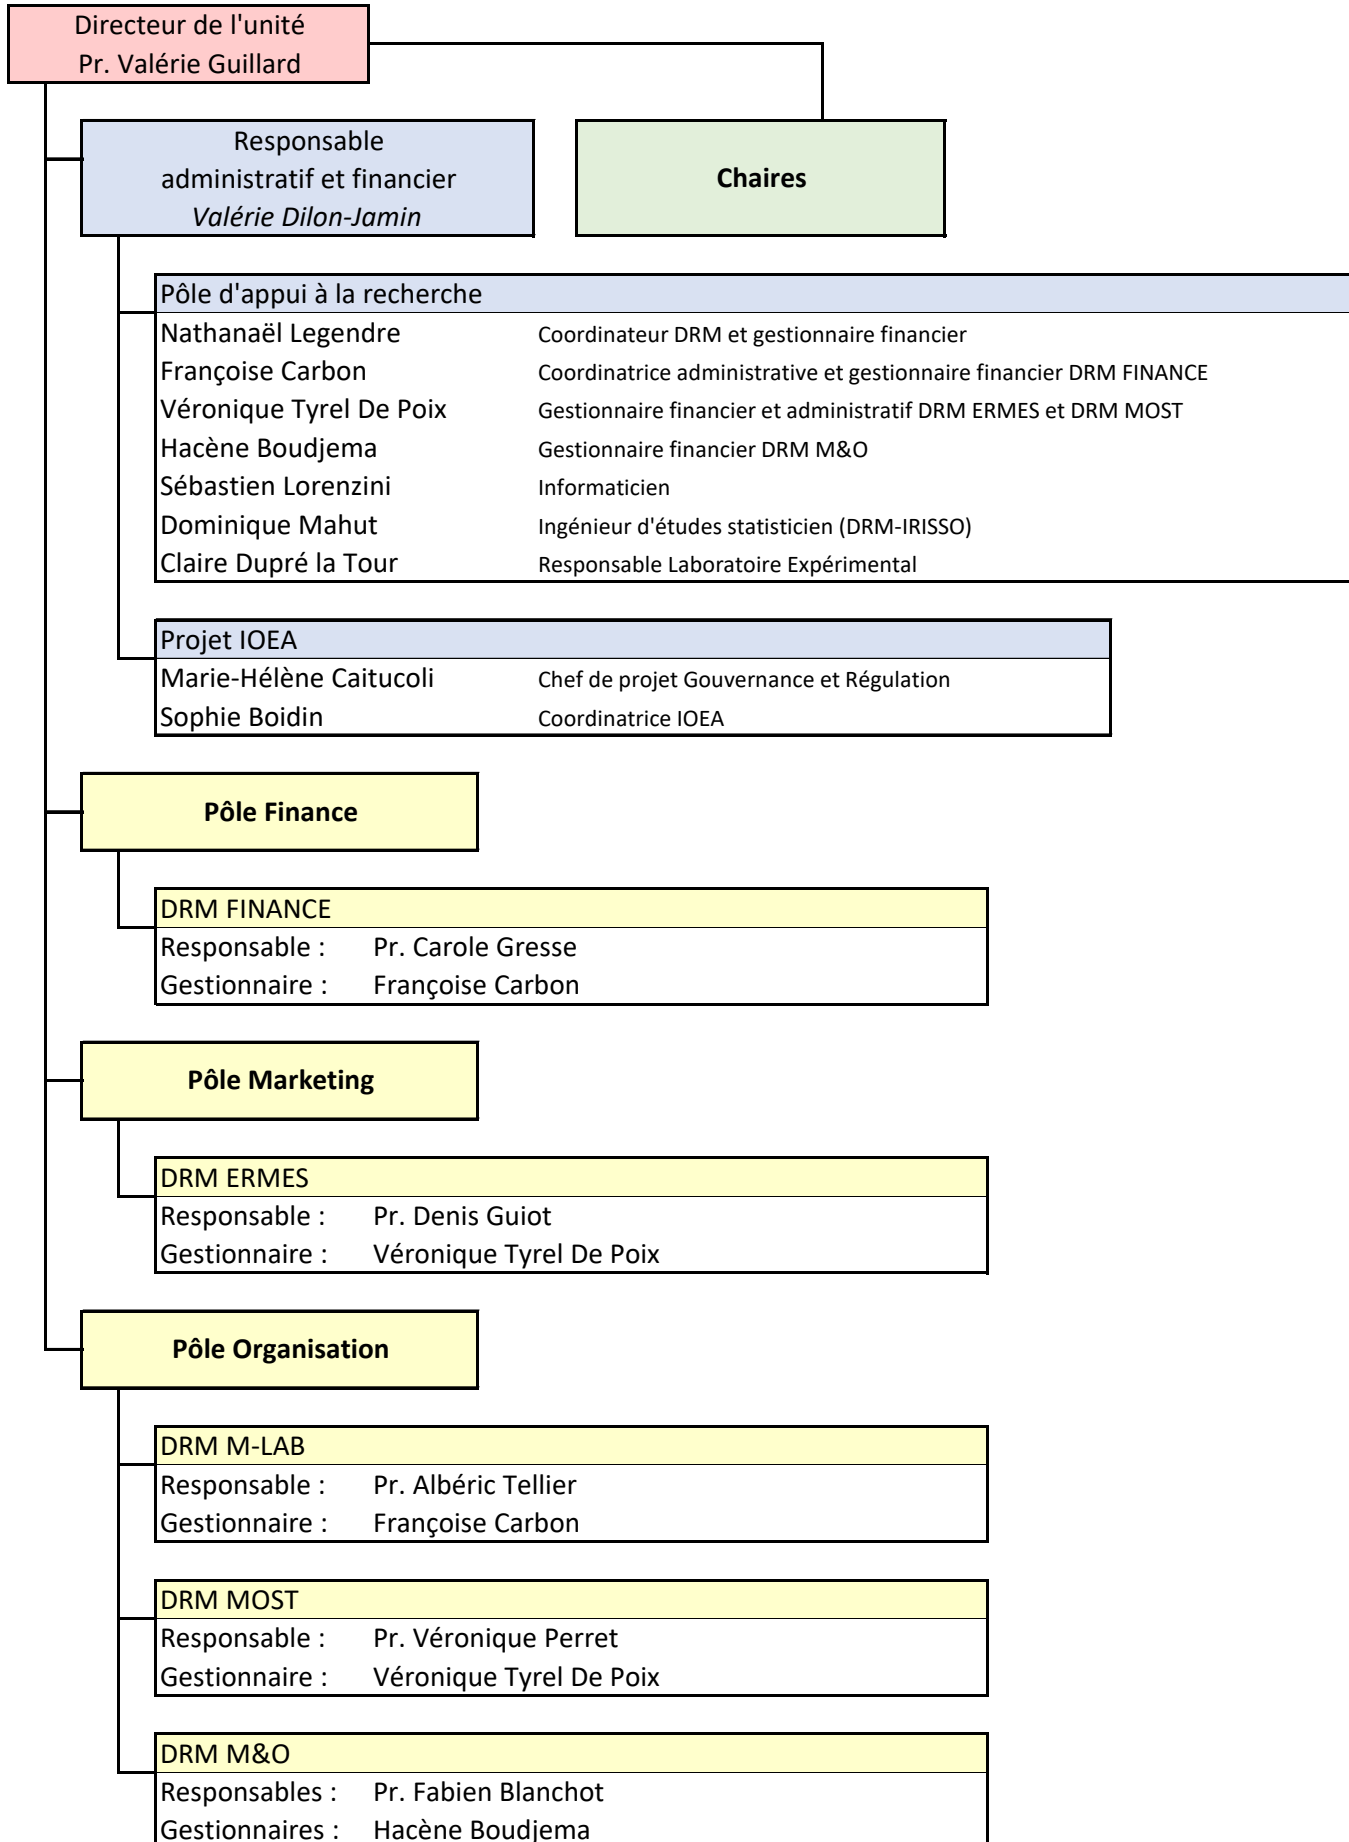 Directeur de l'unité
Pr. Valérie Guillard
Responsable
administratif et financier
Valérie Dilon-Jamin
Chaires
Pôle d'appui à la recherche
Nathanaël Legendre Coordinateur DRM et gestionnaire financier
Françoise Carbon Coordinatrice administrative et gestionnaire financier DRM FINANCE
Véronique Tyrel De Poix Gestionnaire financier et administratif DRM ERMES et DRM MOST
Hacène Boudjema Gestionnaire financier DRM M&O
Sébastien Lorenzini Informaticien
Dominique Mahut Ingénieur d'études statisticien (DRM-IRISSO)
Claire Dupré la Tour Responsable Laboratoire Expérimental
Projet IOEA
Marie-Hélène Caitucoli Chef de projet Gouvernance et Régulation
Sophie Boidin Coordinatrice IOEA
Pôle Finance
DRM FINANCE
Responsable : Pr. Carole Gresse
Gestionnaire : Françoise Carbon
Pôle Marketing
DRM ERMES
Responsable : Pr. Denis Guiot
Gestionnaire : Véronique Tyrel De Poix
Pôle Organisation
DRM M-LAB
Responsable : Pr. Albéric Tellier
Gestionnaire : Françoise Carbon
DRM MOST
Responsable : Pr. Véronique Perret
Gestionnaire : Véronique Tyrel De Poix
DRM M&O
Responsables : Pr. Fabien Blanchot
Gestionnaires : Hacène Boudjema